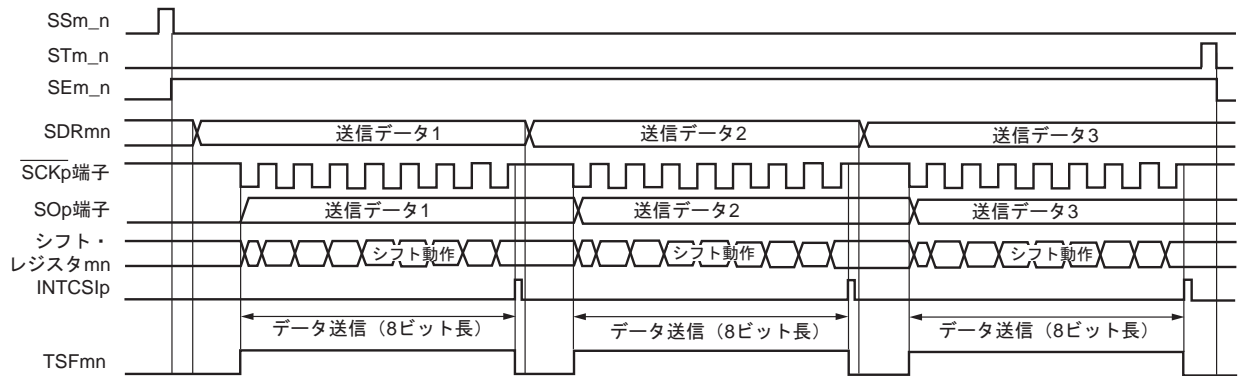 SSm_n
STm_n
SEm_n
SDRmn 送信データ1 送信データ2 送信データ3
SCKp端子
SOp端子 送信データ1 送信データ2 送信データ3
シフト・
レジスタmn シフト動作 シフト動作 シフト動作
INTCSIp
データ送信（8ビット長） データ送信（8ビット長） データ送信（8ビット長）
TSFmn